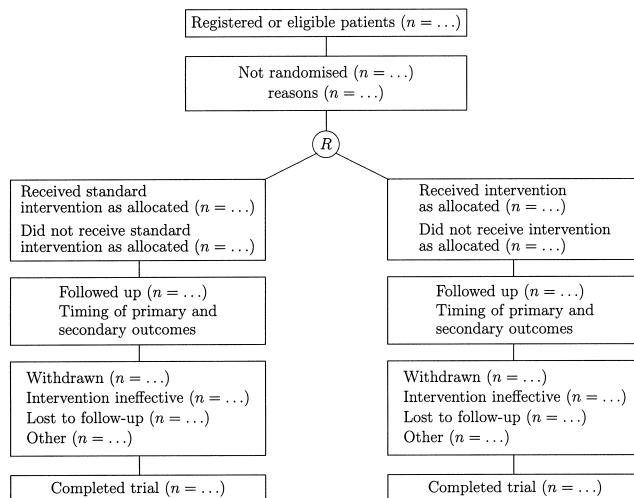 Registered or eligible patients (n = ...)
Not randomised (n = ...)
reasons (n = ...)
R
Received standard
intervention as allocated (n = ...)
Did not receive standard
intervention as allocated (n = ...)
Received intervention
as allocated (n = ...)
Did not receive intervention
as allocated (n = ...)
Followed up (n = ...)
Timing of primary and
secondary outcomes
Followed up (n = ...)
Timing of primary and
secondary outcomes
Withdrawn (n = ...)
Intervention ineffective (n = ...)
Lost to follow-up (n = ...)
Other (n = ...)
Withdrawn (n = ...)
Intervention ineffective (n = ...)
Lost to follow-up (n = ...)
Other (n = ...)
Completed trial (n = ...)
Completed trial (n = ...)